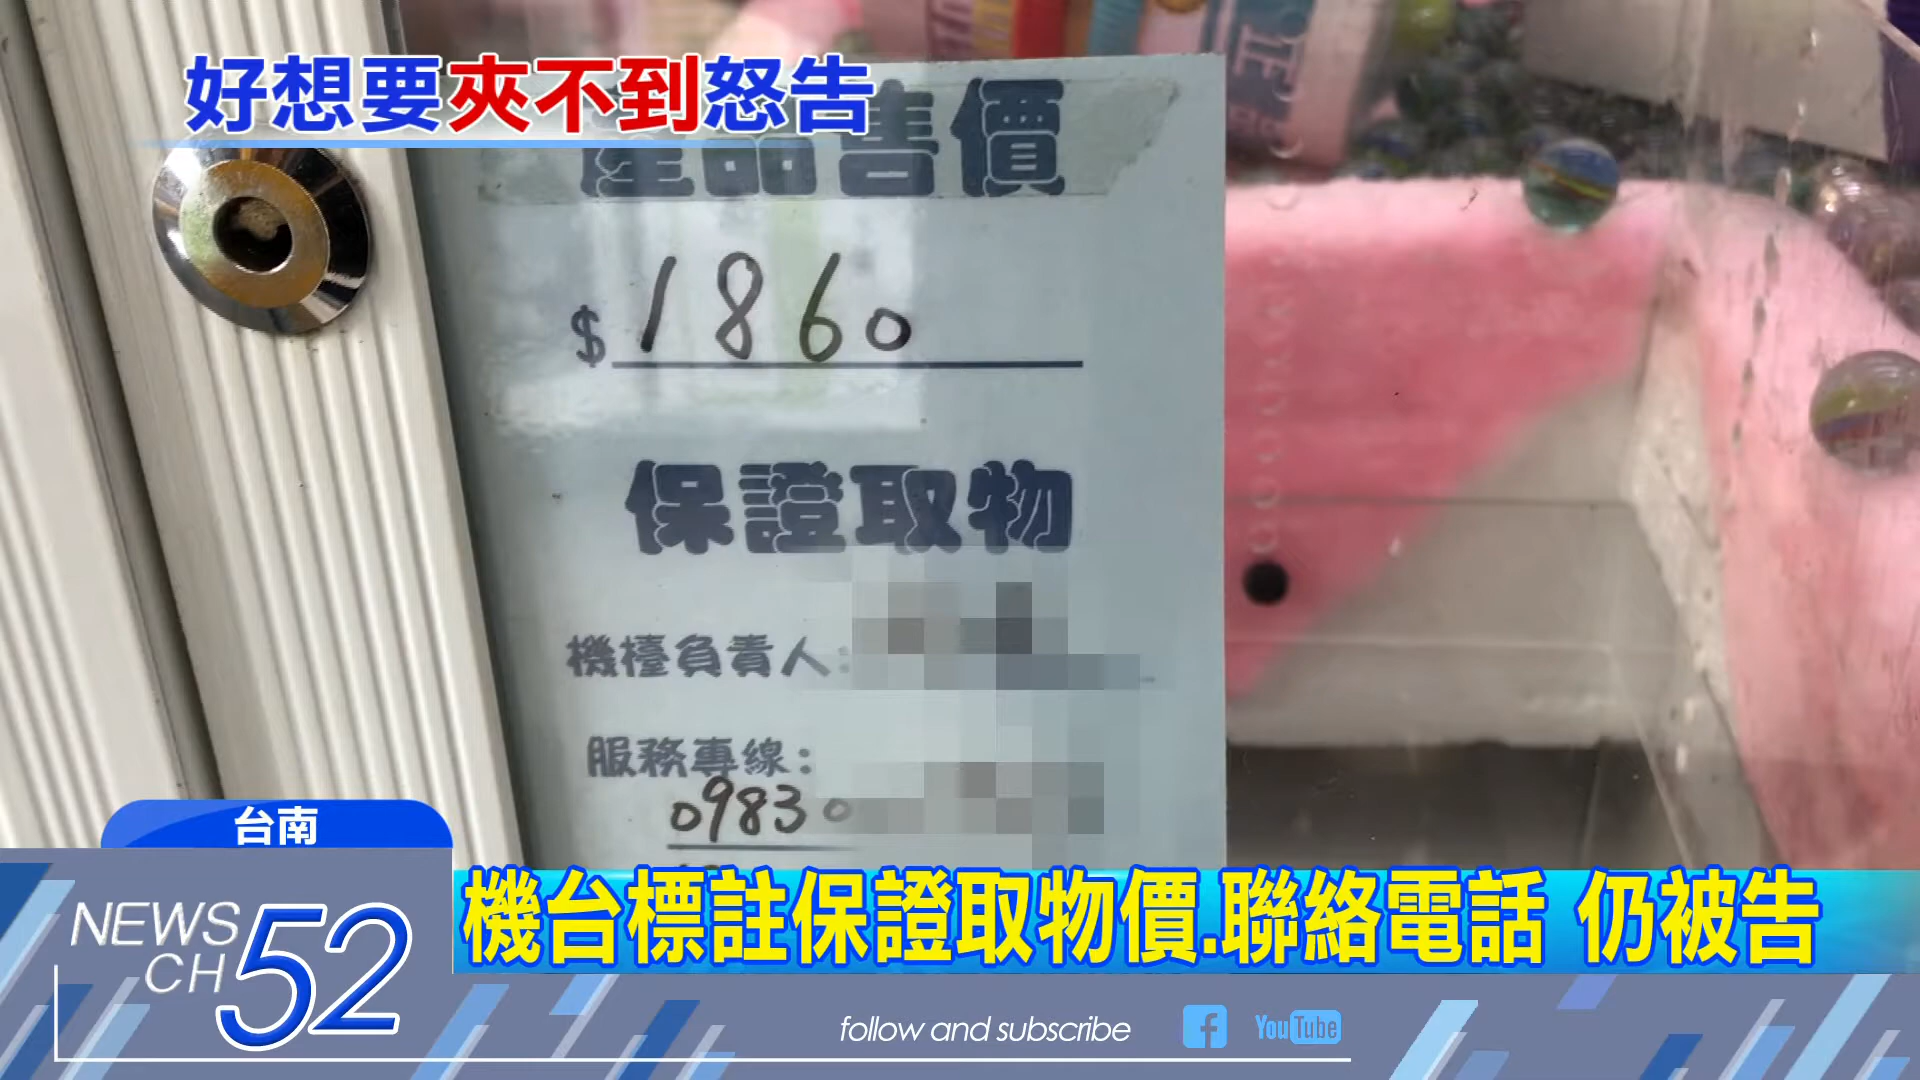 好想要夾不到怒告
產品售價
$1860
保證取物
機檯負責人:
服務專線:
09830
台南
NEWS CH 52
機台標註保證取物價.聯絡電話 仍被告
follow and subscribe
YouTube